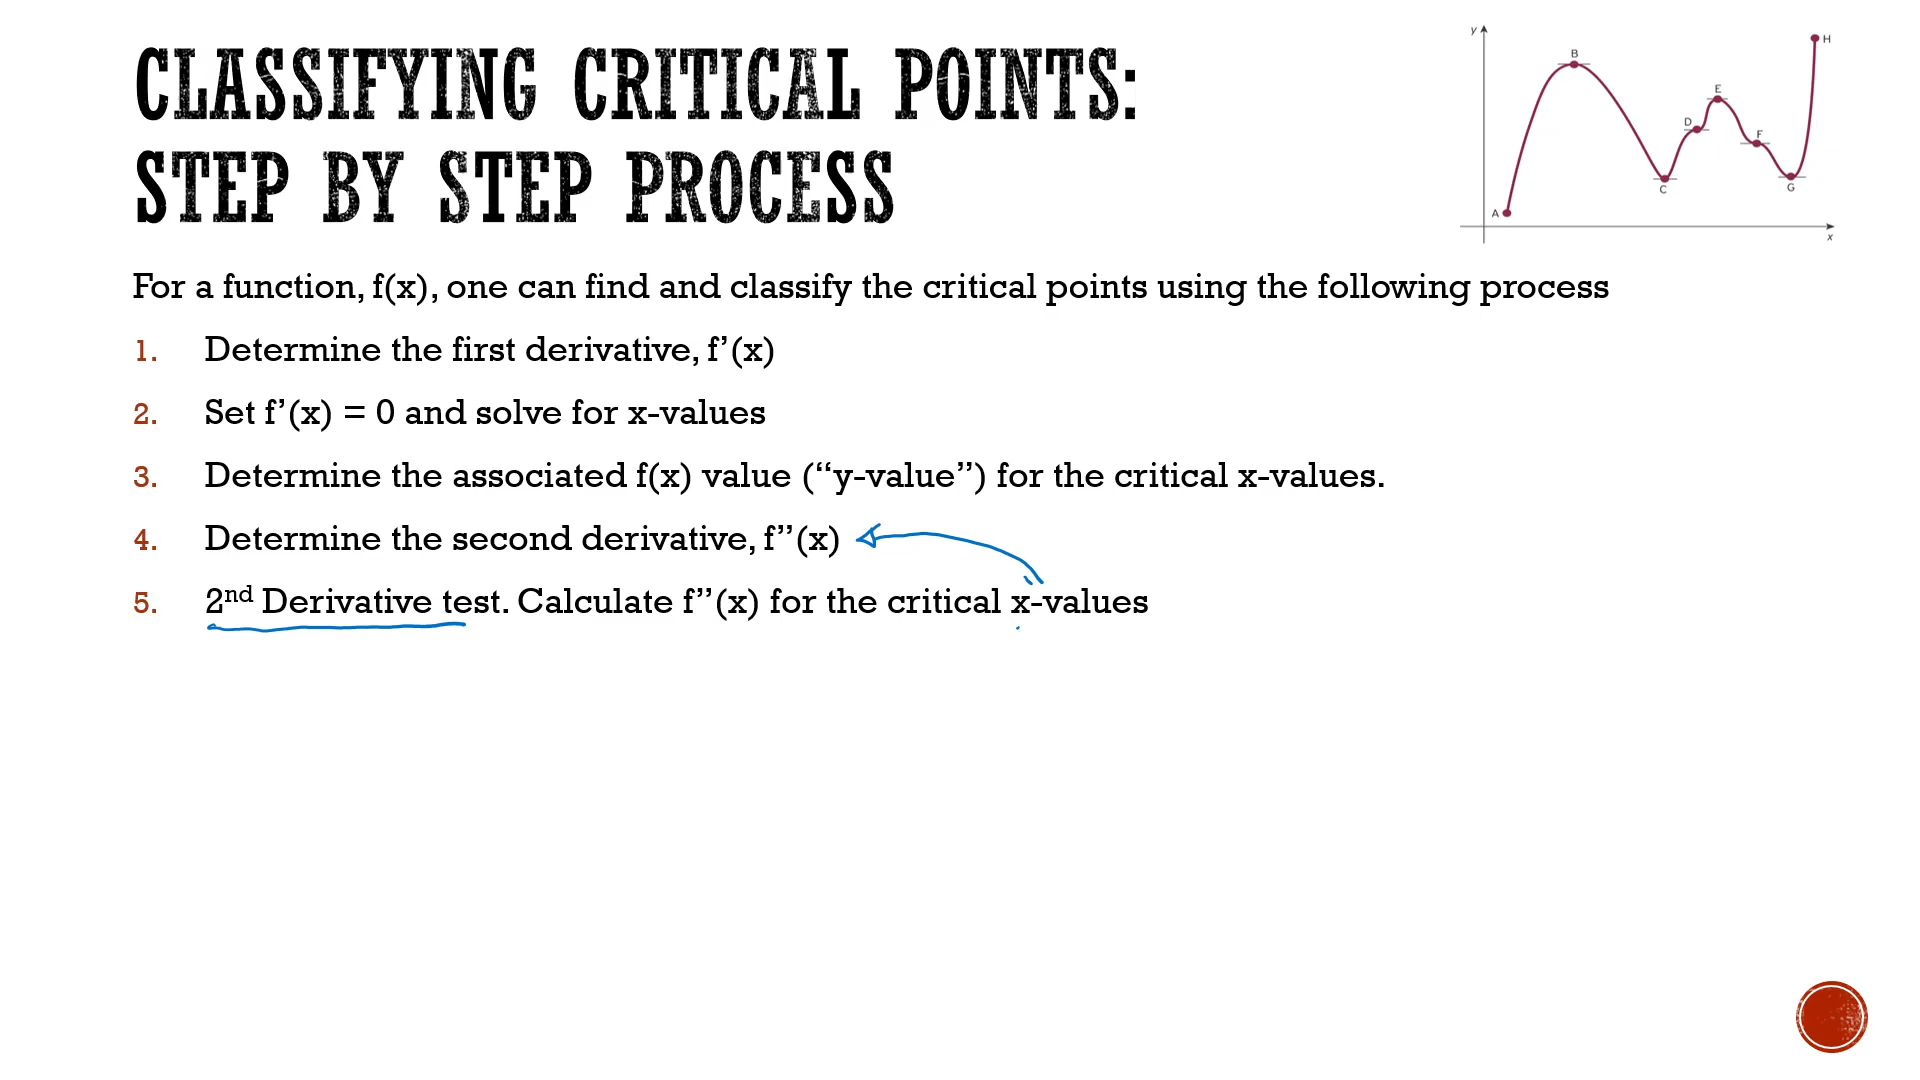 CLASSIFYING CRITICAL POINTS:
STEP BY STEP PROCESS
y
B
H
E
D
F
C
G
A
x
For a function, f(x), one can find and classify the critical points using the following process
1. Determine the first derivative, f’(x)
2. Set f’(x) = 0 and solve for x-values
3. Determine the associated f(x) value (“y-value”) for the critical x-values.
4. Determine the second derivative, f’’(x)
5. 2nd Derivative test. Calculate f’’(x) for the critical x-values